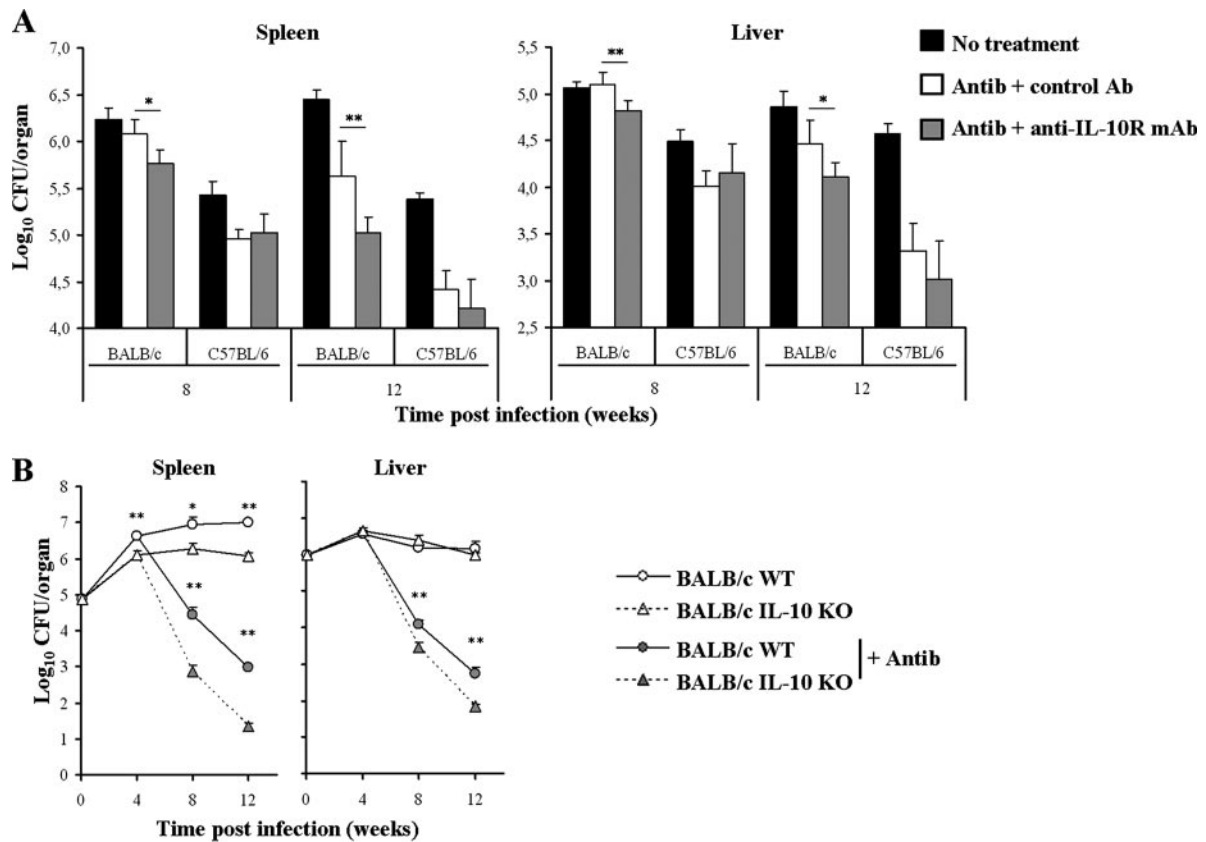 A
Spleen
Liver
No treatment
Antib + control Ab
Antib + anti-IL-10R mAb
Log10 CFU/organ
7,0
6,5
6,0
5,5
5,0
4,5
4,0
* ** ** *
5,5
5,0
4,5
4,0
3,5
3,0
2,5
BALB/c C57BL/6 BALB/c C57BL/6
BALB/c C57BL/6 BALB/c C57BL/6
8 12 8 12
Time post infection (weeks)
B
Spleen
Liver
Log10 CFU/organ
8
7
6
5
4
3
2
1
0
** * **
** **
** **
0 4 8 12
0 4 8 12
Time post infection (weeks)
BALB/c WT
BALB/c IL-10 KO
BALB/c WT
BALB/c IL-10 KO
+ Antib